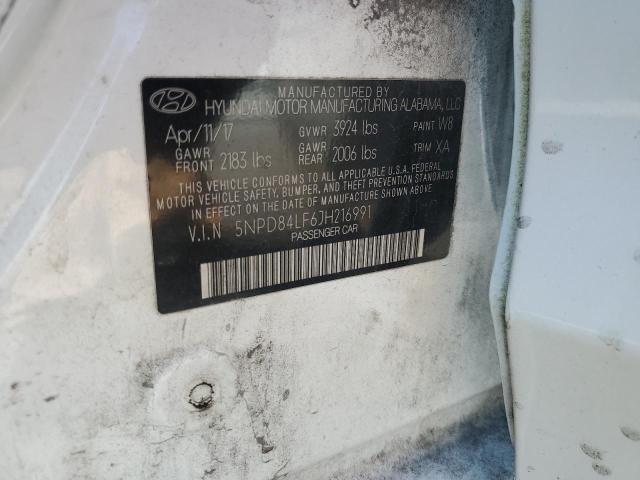 MANUFACTURED BY
HYUNDAI MOTOR MANUFACTURING ALABAMA, LLC
Apr/11/17 GVWR 3924 lbs PAINT W8
GAWR FRONT 2183 lbs GAWR REAR 2006 lbs TRIM XA
THIS VEHICLE CONFORMS TO ALL APPLICABLE U.S.A. FEDERAL
MOTOR VEHICLE SAFETY, BUMPER, AND THEFT PREVENTION
STANDARDS IN EFFECT ON THE DATE OF MANUFACTURE SHOWN ABOVE.
V.I.N 5NPD84LF6JH216991
PASSENGER CAR